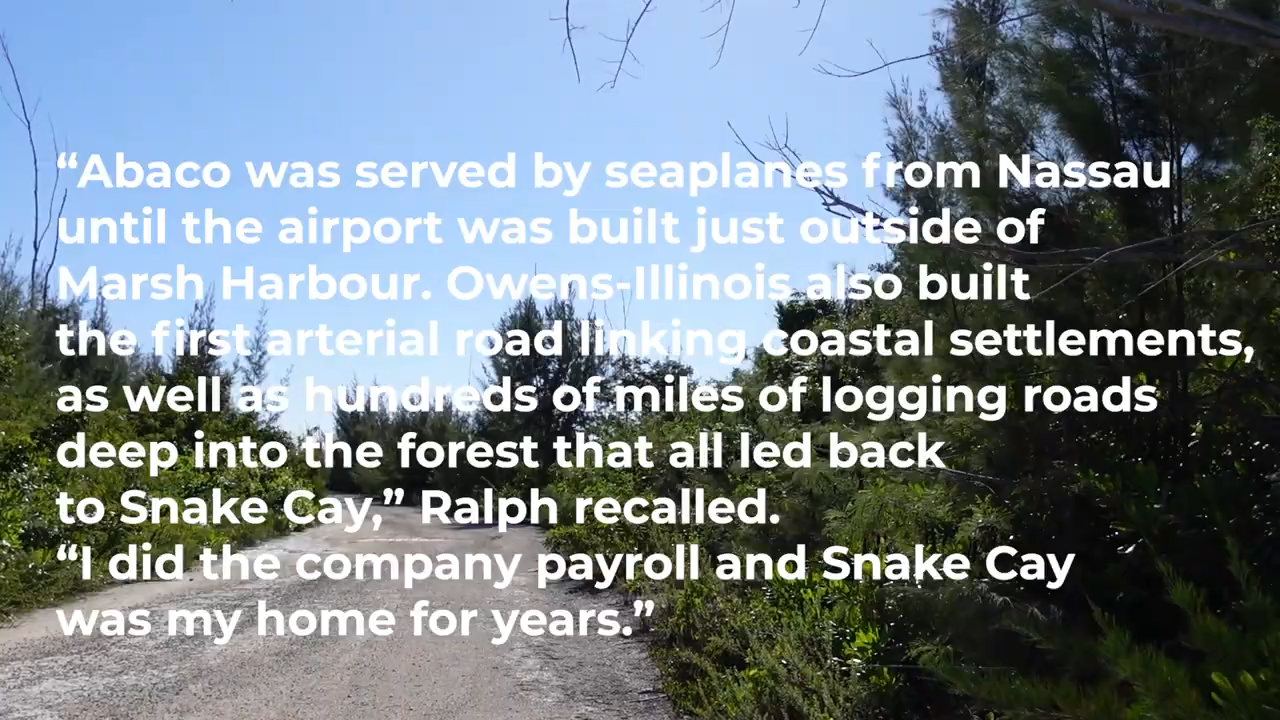 “Abaco was served by seaplanes from Nassau
until the airport was built just outside of
Marsh Harbour. Owens-Illinois also built
the first arterial road linking coastal settlements,
as well as hundreds of miles of logging roads
deep into the forest that all led back
to Snake Cay,” Ralph recalled.
“I did the company payroll and Snake Cay
was my home for years.”